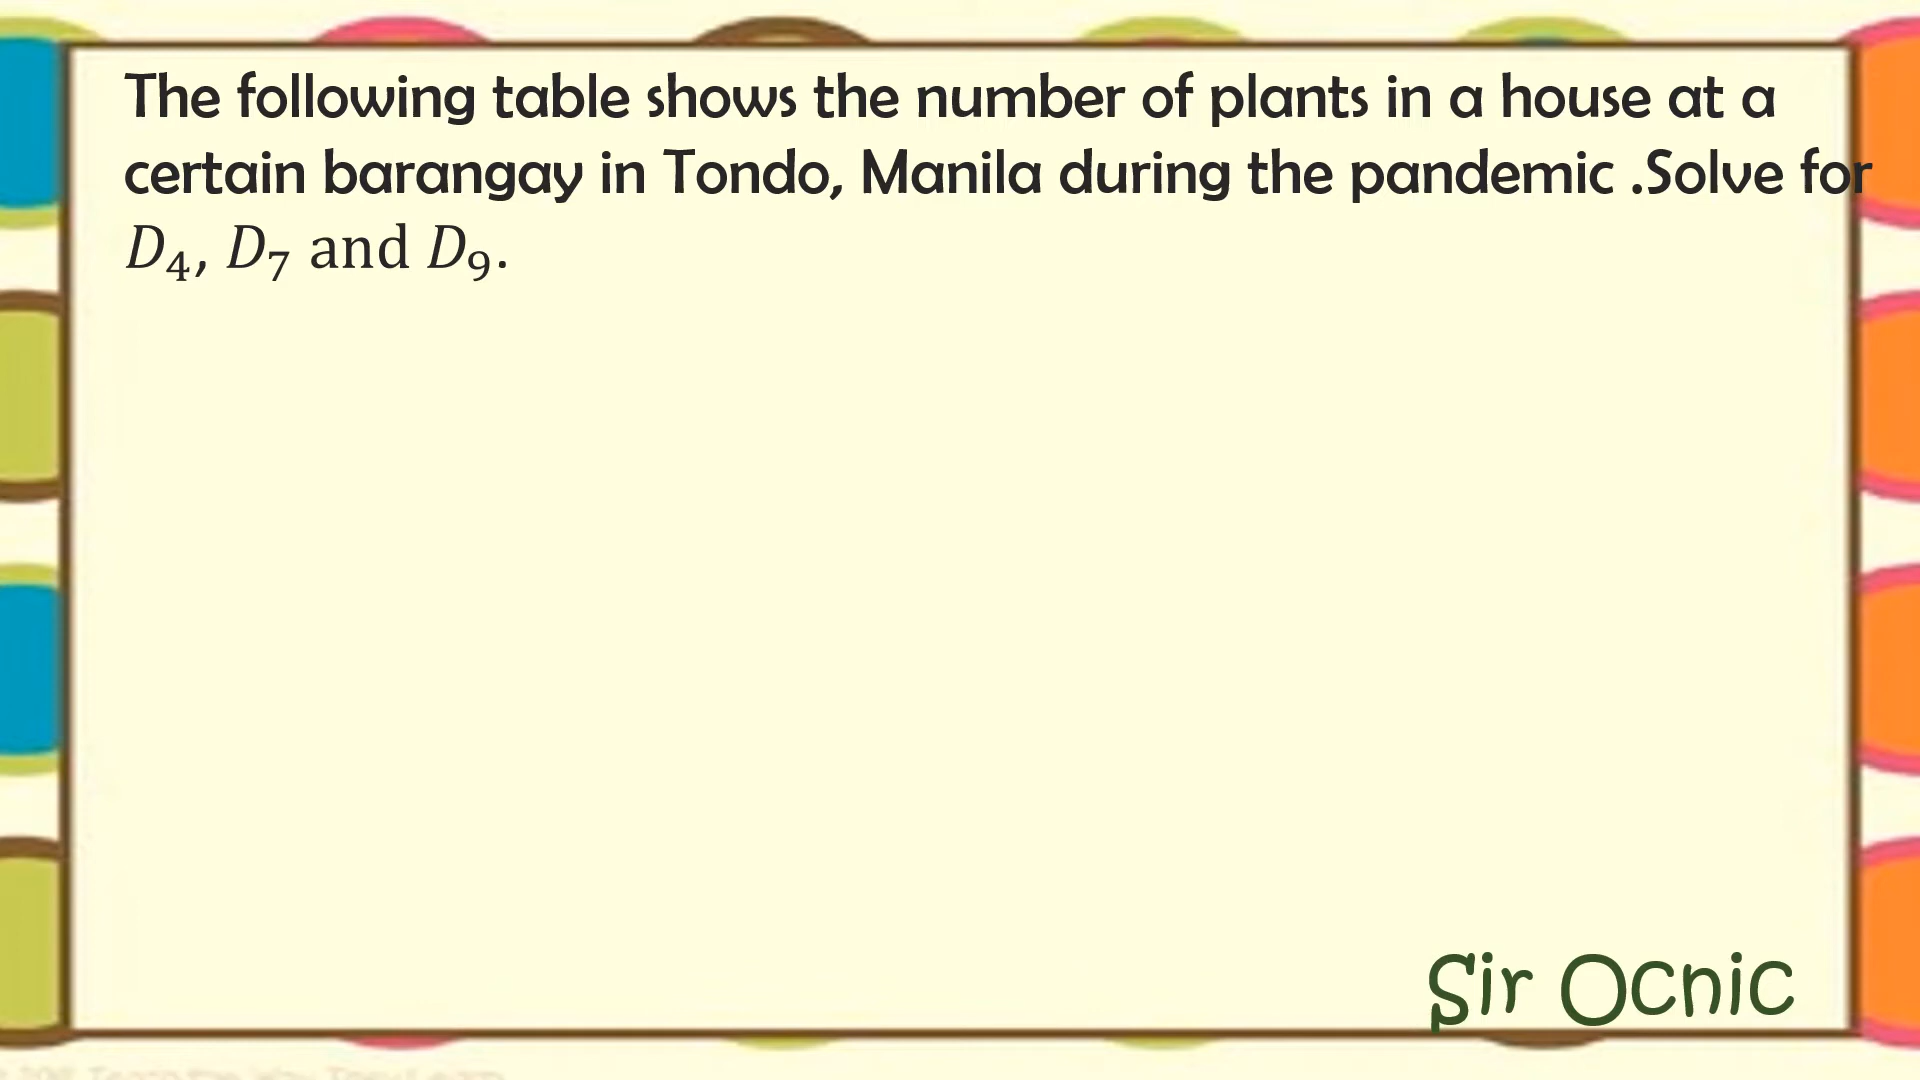 The following table shows the number of plants in a house at a
certain barangay in Tondo, Manila during the pandemic .Solve for
D₄, D₇ and D₉.
Sir Ocnic